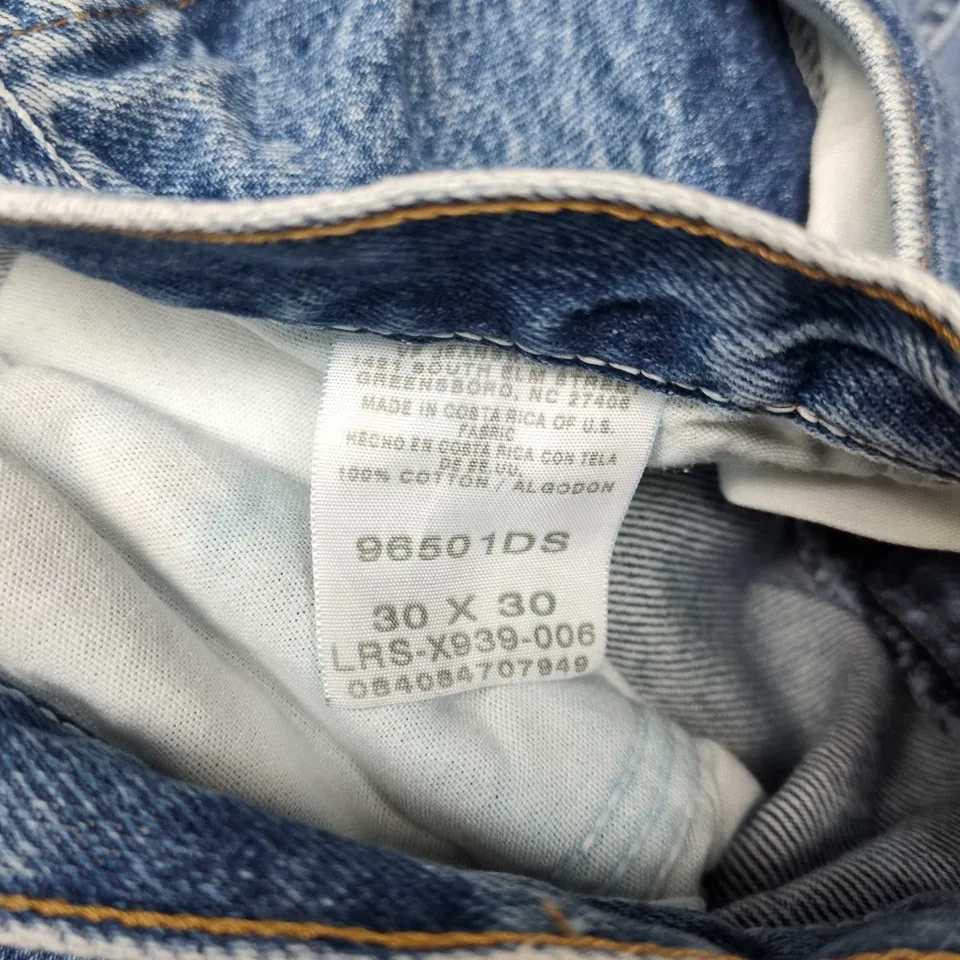 SOUTH ELM STREET
GREENSBORO, NC 27406
MADE IN COSTA RICA OF U.S.
FABRIC
HECHO EN COSTA RICA CON TELA
DE EE.UU.
100% COTTON / ALGODON
96501DS
30 X 30
LRS-X939-006
08408A707949